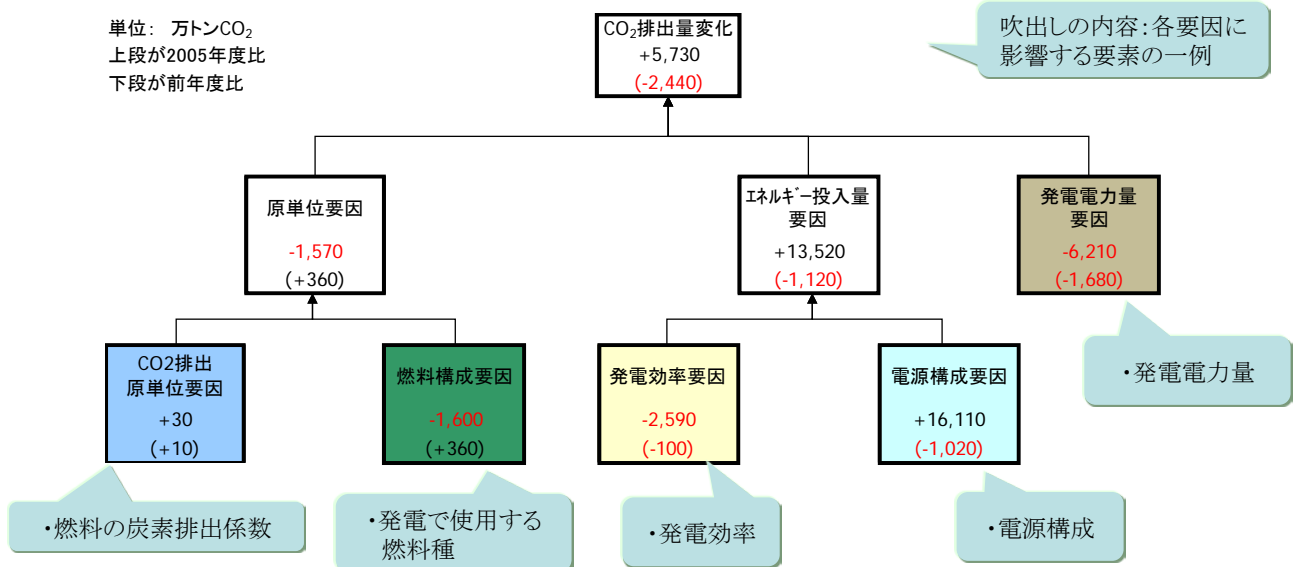 単位: 万トンCO₂
上段が2005年度比
下段が前年度比
CO₂排出量変化
+5,730
(-2,440)
吹出しの内容:各要因に
影響する要素の一例
原単位要因
-1,570
(+360)
ｴﾈﾙｷﾞｰ投入量
要因
+13,520
(-1,120)
発電電力量
要因
-6,210
(-1,680)
CO2排出
原単位要因
+30
(+10)
燃料構成要因
-1,600
(+360)
発電効率要因
-2,590
(-100)
電源構成要因
+16,110
(-1,020)
・発電電力量
・燃料の炭素排出係数
・発電で使用する
燃料種
・発電効率
・電源構成